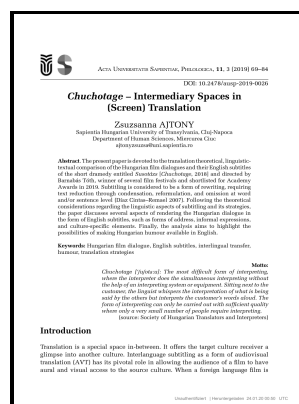 ACTA UNIVERSITATIS SAPIENTIAE, PHILOLOGICA, 11, 3 (2019) 69–84
DOI: 10.2478/ausp-2019-0026
Chuchotage – Intermediary Spaces in
(Screen) Translation
Zsuzsanna AJTONY
Sapientia Hungarian University of Transylvania, Cluj-Napoca
Department of Human Sciences, Miercurea Ciuc
ajtonyzsuzsa@yahoo.com
Abstract. The present paper is devoted to the translation theoretical, linguistic-
textual comparison of the Hungarian film dialogues and their English subtitles
of the short dramedy entitled Susotázs [Chuchotage, 2018] and directed by
Barnabás Tóth, winner of several film festivals and shortlisted for Academy
Awards in 2019. Subtitling is considered to be a form of rewriting, requiring
text reduction through condensation, reformulation, and omission at word
and/or sentence level (Díaz Cintas–Remael 2007). Following the theoretical
considerations regarding the linguistic aspects of subtitling and its strategies,
the paper discusses several aspects of rendering the Hungarian dialogue in
the form of English subtitles, such as forms of address, informal expressions,
and culture-specific elements. Finally, the analysis aims to highlight the
possibilities of making Hungarian humour available in English.
Keywords: Hungarian film dialogue, English subtitles, interlingual transfer,
humour, translation strategies
Motto:
Chuchotage [ʃuʃotaːʒ]: The most difficult form of interpreting,
where the interpreter does the simultaneous interpreting without
the help of an interpreting system or equipment. Sitting next to the
customer, the linguist whispers the interpretation of what is being
said by the others but interprets the customer's words aloud. The
form of interpreting can only be carried out with sufficient quality
where only a very small number of people require interpreting.
(source: Society of Hungarian Translators and Interpreters)
Introduction
Translation is a special space in-between. It offers the target culture receiver a
glimpse into another culture. Interlanguage subtitling as a form of audiovisual
translation (AVT) has its pivotal role in allowing the audience of a film to have
aural and visual access to the source culture. When a foreign language film is
Unauthentifiziert | Heruntergeladen 24.01.20 00:56 UTC